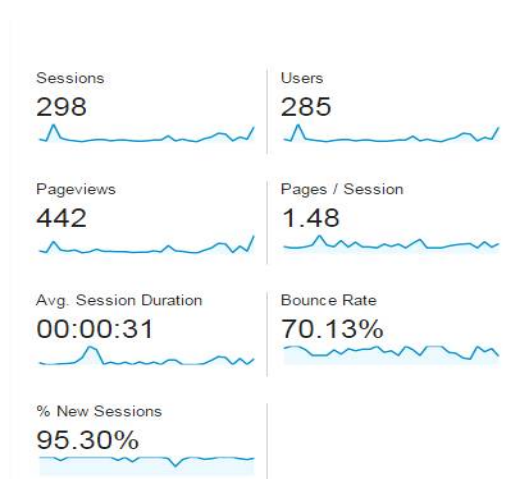 Sessions
298
Users
285
Pageviews
442
Pages / Session
1.48
Avg. Session Duration
00:00:31
Bounce Rate
70.13%
% New Sessions
95.30%